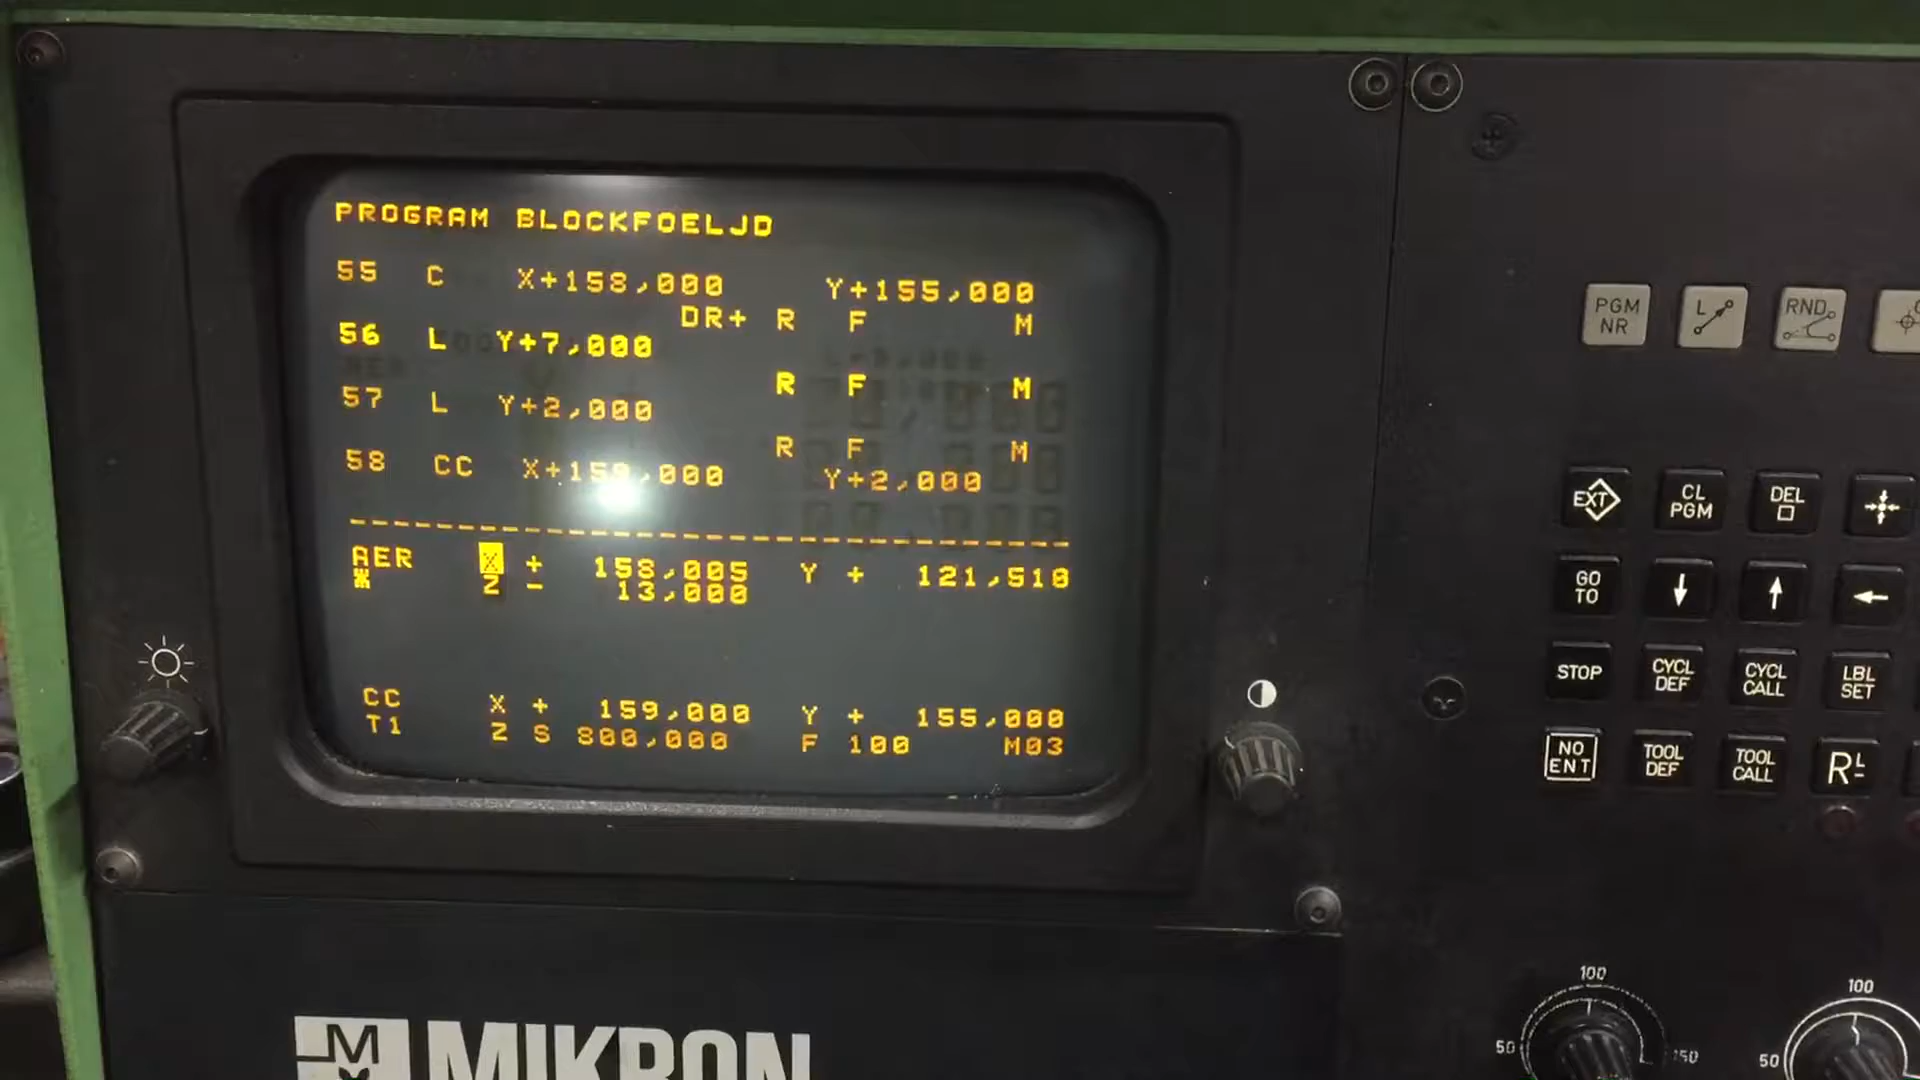 PROGRAM BLOCKFOELJD
55 C X+158,000 Y+155,000
DR+ R F M
56 L Y+7,000
R F M
57 L Y+2,000
R F M
58 CC Y+2,000
AER X + 158,005 Y + 121,510
Z - 13,000
CC X + 159,000 Y + 155,000
T1 Z S 800,000 F 100 M03
MIKRON
PGM NR
L
RND
EXT
CL PGM
DEL
GO TO
STOP
CYCL DEF
CYCL CALL
LBL SET
NO ENT
TOOL DEF
TOOL CALL
RL
100
50
150
100
50